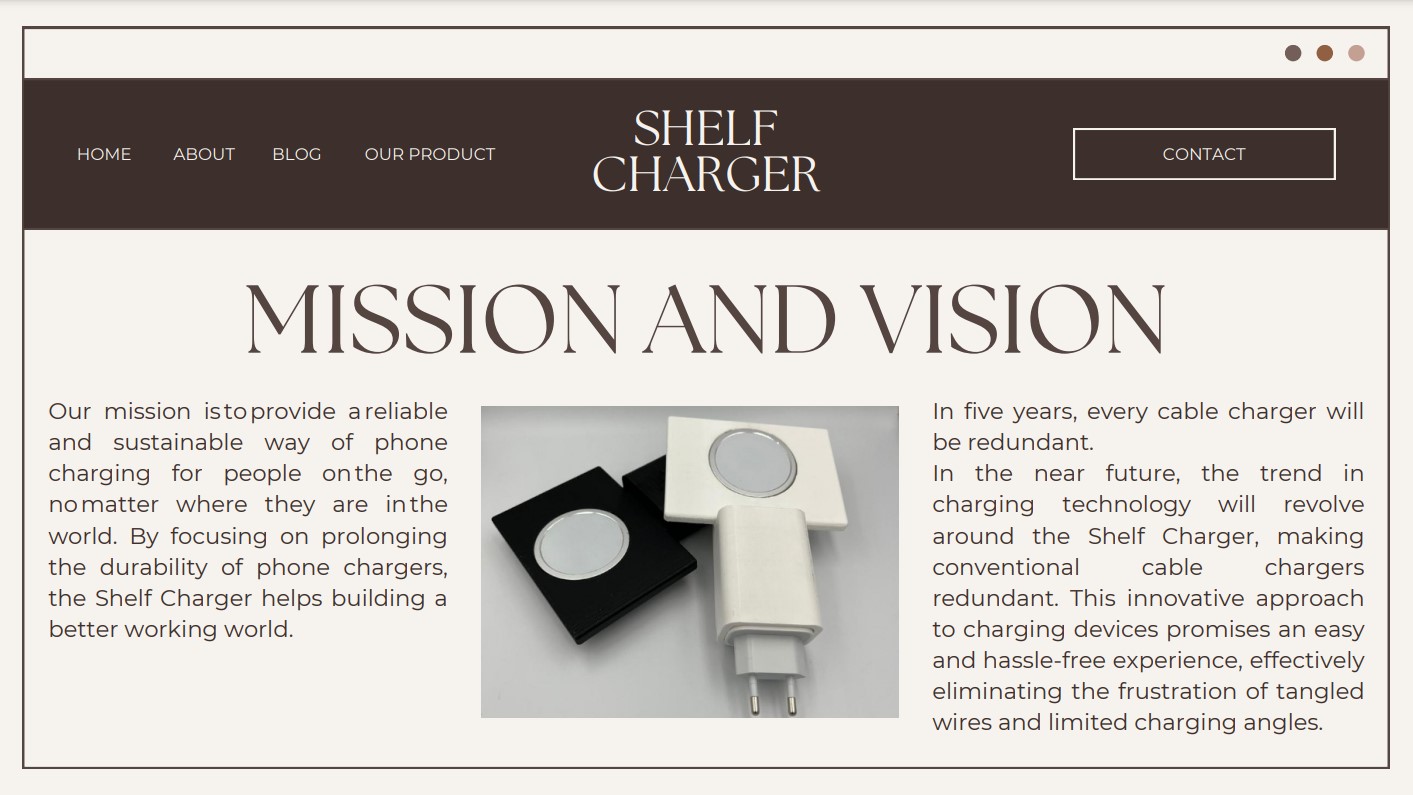 HOME ABOUT BLOG OUR PRODUCT
SHELF
CHARGER
CONTACT
MISSION AND VISION
Our mission is to provide a reliable
and sustainable way of phone
charging for people on the go,
no matter where they are in the
world. By focusing on prolonging
the durability of phone chargers,
the Shelf Charger helps building a
better working world.
In five years, every cable charger will
be redundant.
In the near future, the trend in
charging technology will revolve
around the Shelf Charger, making
conventional cable chargers
redundant. This innovative approach
to charging devices promises an easy
and hassle-free experience, effectively
eliminating the frustration of tangled
wires and limited charging angles.